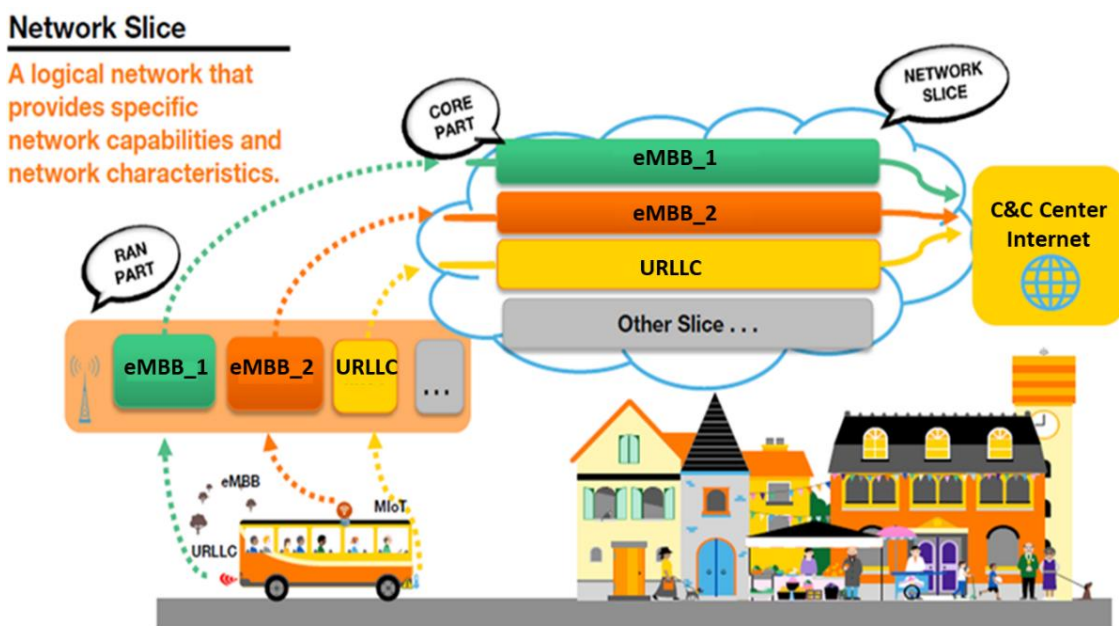 Network Slice
A logical network that
provides specific
network capabilities and
network characteristics.
CORE
PART
NETWORK
SLICE
eMBB_1
eMBB_2
URLLC
Other Slice . . .
C&C Center
Internet
RAN
PART
eMBB_1
eMBB_2
URLLC
...
eMBB
MIoT
URLLC